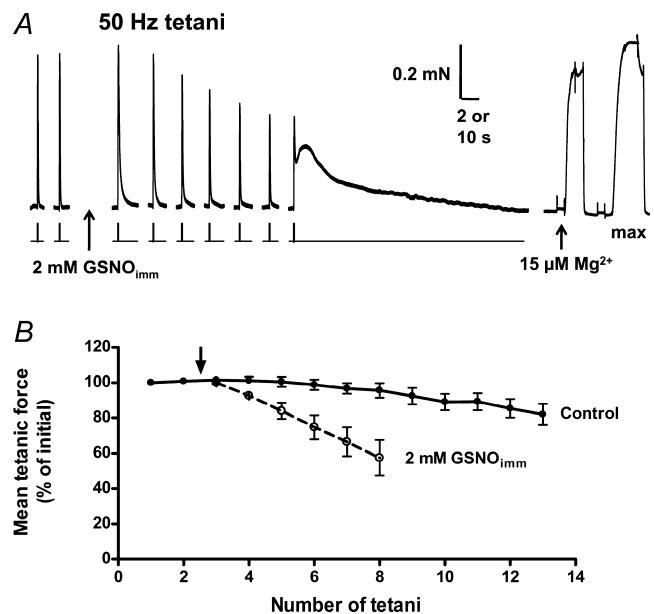 A
50 Hz tetani
0.2 mN
2 or
10 s
2 mM GSNOimm
15 µM Mg²⁺
max
B
Mean tetanic force
(% of initial)
120
100
80
60
40
20
0
Control
2 mM GSNOimm
0 2 4 6 8 10 12 14
Number of tetani